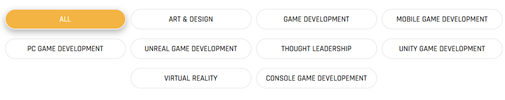 ALL
ART & DESIGN
GAME DEVELOPMENT
MOBILE GAME DEVELOPMENT
PC GAME DEVELOPMENT
UNREAL GAME DEVELOPMENT
THOUGHT LEADERSHIP
UNITY GAME DEVELOPMENT
VIRTUAL REALITY
CONSOLE GAME DEVELOPEMENT